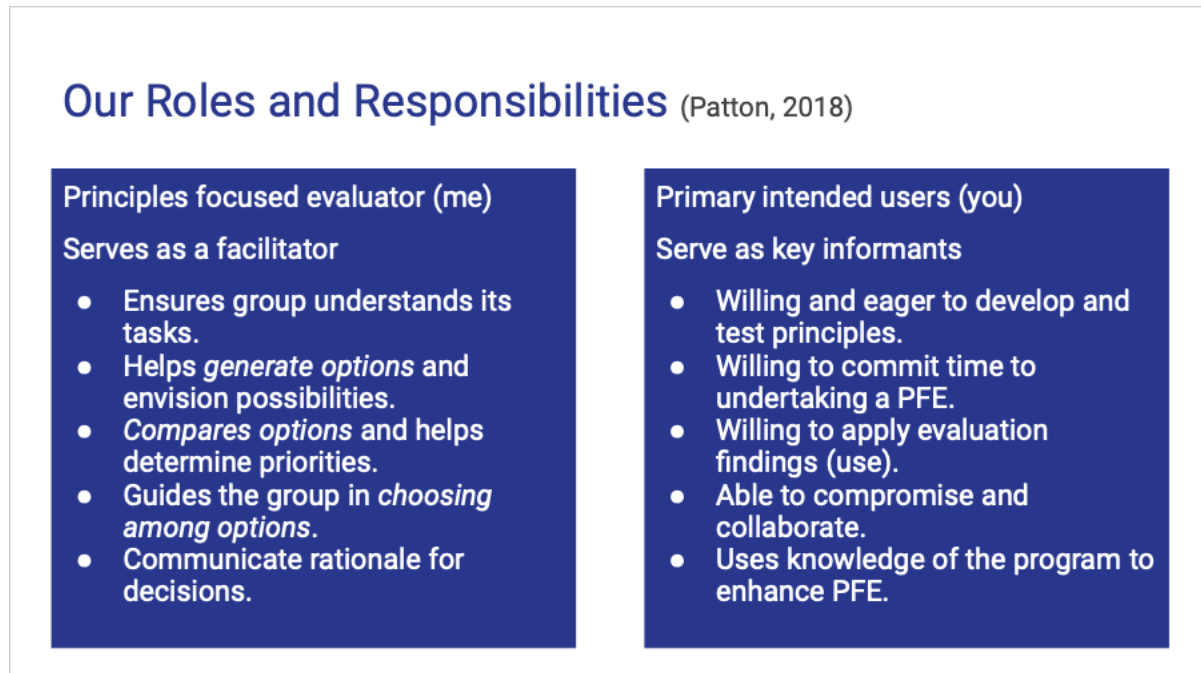 Our Roles and Responsibilities (Patton, 2018)
Principles focused evaluator (me)
Serves as a facilitator
● Ensures group understands its
tasks.
● Helps generate options and
envision possibilities.
● Compares options and helps
determine priorities.
● Guides the group in choosing
among options.
● Communicate rationale for
decisions.
Primary intended users (you)
Serve as key informants
● Willing and eager to develop and
test principles.
● Willing to commit time to
undertaking a PFE.
● Willing to apply evaluation
findings (use).
● Able to compromise and
collaborate.
● Uses knowledge of the program to
enhance PFE.